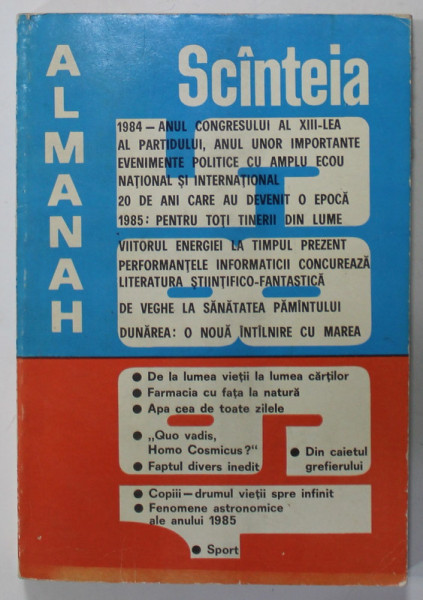 ALMANAH
Scînteia
1984 — ANUL CONGRESULUI AL XIII-LEA
AL PARTIDULUI, ANUL UNOR IMPORTANTE
EVENIMENTE POLITICE CU AMPLU ECOU
NAȚIONAL ȘI INTERNAȚIONAL
20 DE ANI CARE AU DEVENIT O EPOCĂ
1985: PENTRU TOȚI TINERII DIN LUME
VIITORUL ENERGIEI LA TIMPUL PREZENT
PERFORMANȚELE INFORMATICII CONCUREAZĂ
LITERATURA ȘTIINȚIFICO-FANTASTICĂ
DE VEGHE LA SĂNĂTATEA PĂMÎNTULUI
DUNĂREA: O NOUĂ ÎNTÎLNIRE CU MAREA
● De la lumea vieții la lumea cărților
● Farmacia cu fața la natură
● Apa cea de toate zilele
● „Quo vadis,
Homo Cosmicus?"
● Faptul divers inedit
● Din caietul
grefierului
● Copiii — drumul vieții spre infinit
● Fenomene astronomice
ale anului 1985
● Sport